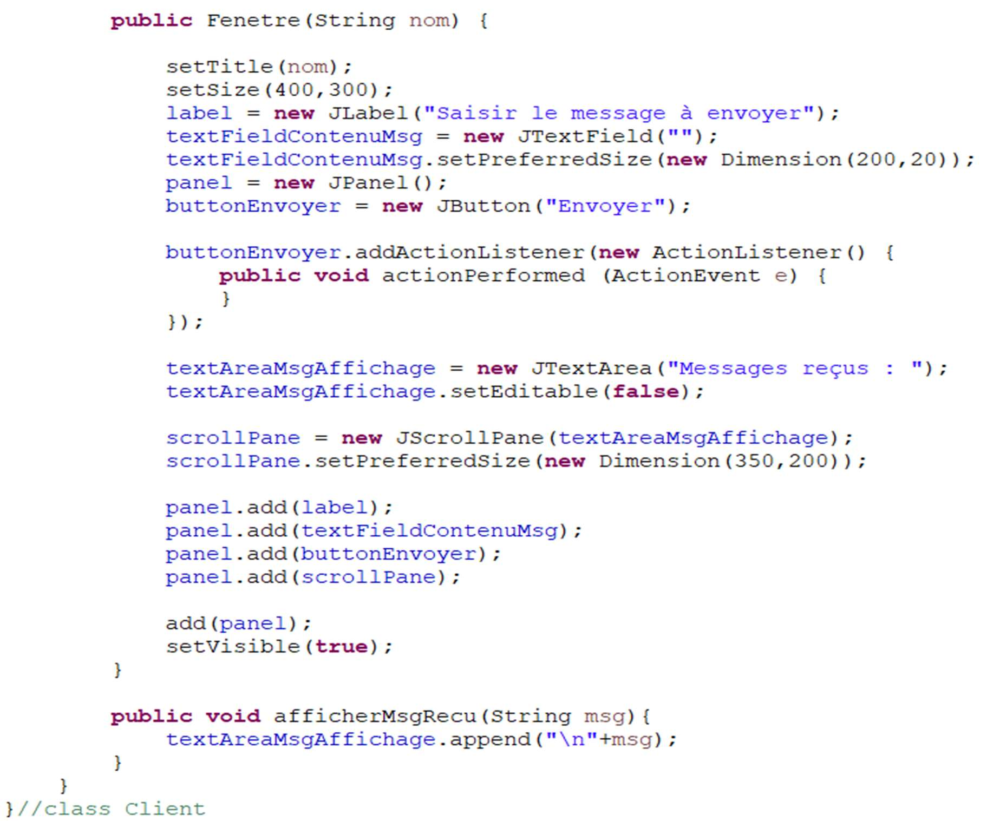 public Fenetre(String nom) {
setTitle(nom);
setSize(400,300);
label = new JLabel("Saisir le message à envoyer");
textFieldContenuMsg = new JTextField("");
textFieldContenuMsg.setPreferredSize(new Dimension(200,20));
panel = new JPanel();
buttonEnvoyer = new JButton("Envoyer");
buttonEnvoyer.addActionListener(new ActionListener() {
public void actionPerformed (ActionEvent e) {
}
});
textAreaMsgAffichage = new JTextArea("Messages reçus : ");
textAreaMsgAffichage.setEditable(false);
scrollPane = new JScrollPane(textAreaMsgAffichage);
scrollPane.setPreferredSize(new Dimension(350,200));
panel.add(label);
panel.add(textFieldContenuMsg);
panel.add(buttonEnvoyer);
panel.add(scrollPane);
add(panel);
setVisible(true);
}
public void afficherMsgRecu(String msg){
textAreaMsgAffichage.append("\n"+msg);
}
}
}//class Client